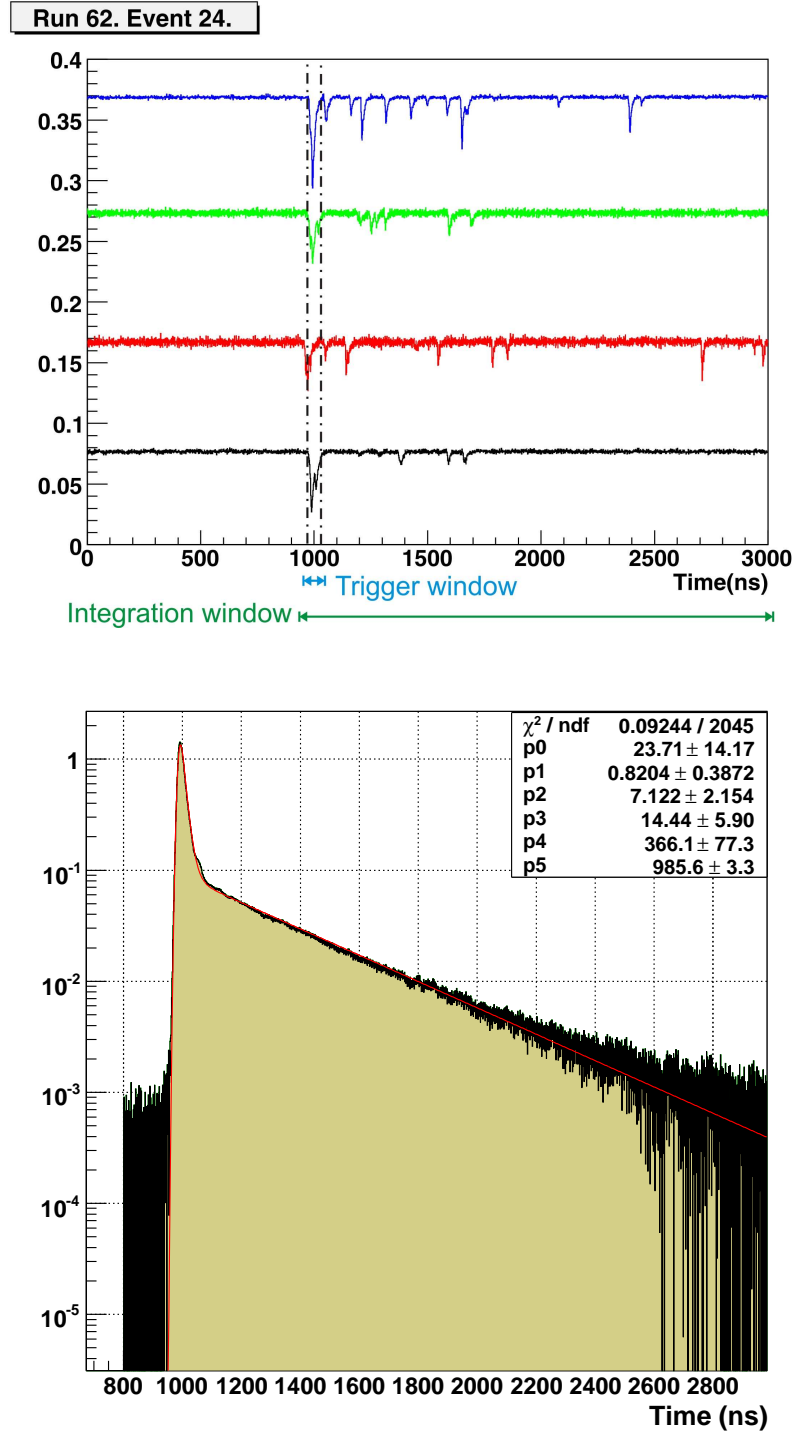 Run 62. Event 24.
0.4
0.35
0.3
0.25
0.2
0.15
0.1
0.05
0
0 500 1000 1500 2000 2500 3000
Time(ns)
Trigger window
Integration window
χ² / ndf 0.09244 / 2045
p0 23.71 ± 14.17
p1 0.8204 ± 0.3872
p2 7.122 ± 2.154
p3 14.44 ± 5.90
p4 366.1 ± 77.3
p5 985.6 ± 3.3
1
10⁻¹
10⁻²
10⁻³
10⁻⁴
10⁻⁵
800 1000 1200 1400 1600 1800 2000 2200 2400 2600 2800
Time (ns)